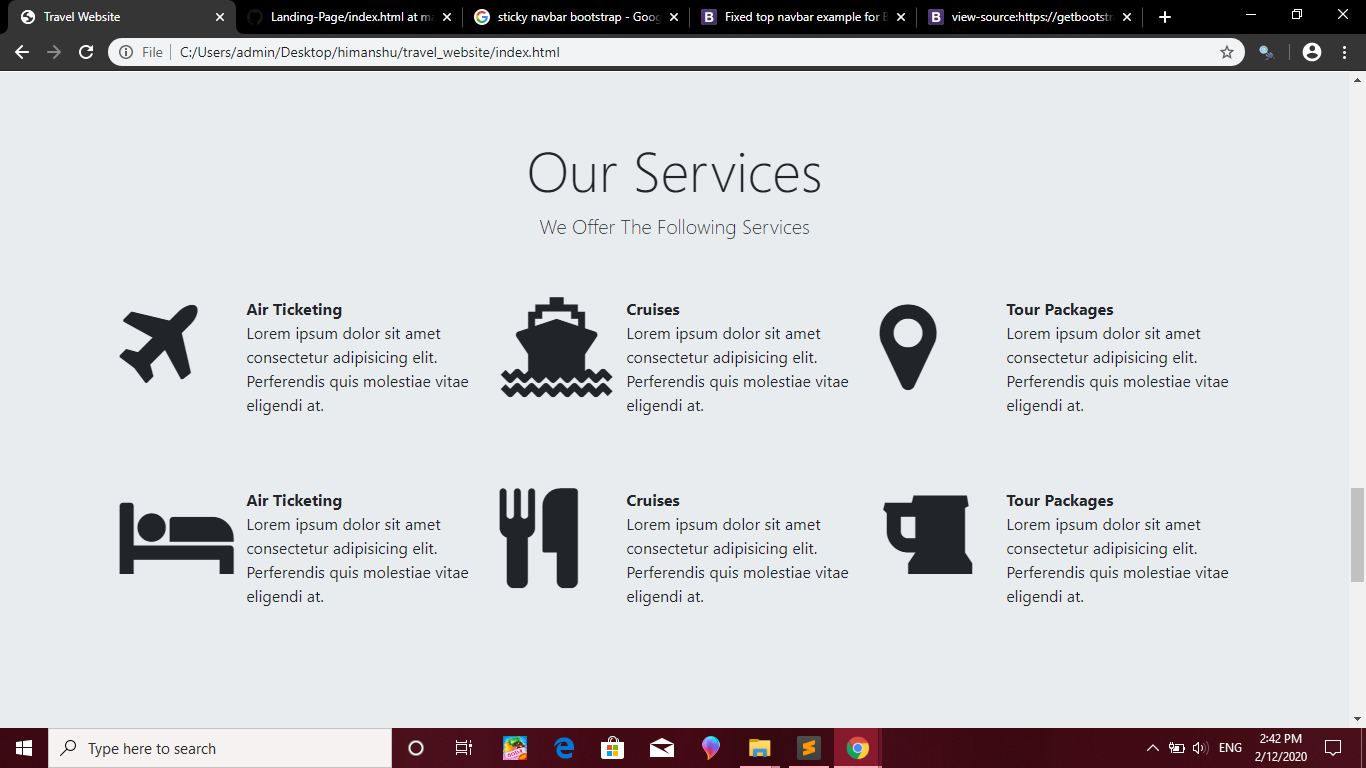 Travel Website
Landing-Page/index.html at ma
sticky navbar bootstrap - Goog
Fixed top navbar example for B
view-source:https://getbootstr
File
C:/Users/admin/Desktop/himanshu/travel_website/index.html
Our Services
We Offer The Following Services
Air Ticketing
Lorem ipsum dolor sit amet
consectetur adipisicing elit.
Perferendis quis molestiae vitae
eligendi at.
Cruises
Lorem ipsum dolor sit amet
consectetur adipisicing elit.
Perferendis quis molestiae vitae
eligendi at.
Tour Packages
Lorem ipsum dolor sit amet
consectetur adipisicing elit.
Perferendis quis molestiae vitae
eligendi at.
Air Ticketing
Lorem ipsum dolor sit amet
consectetur adipisicing elit.
Perferendis quis molestiae vitae
eligendi at.
Cruises
Lorem ipsum dolor sit amet
consectetur adipisicing elit.
Perferendis quis molestiae vitae
eligendi at.
Tour Packages
Lorem ipsum dolor sit amet
consectetur adipisicing elit.
Perferendis quis molestiae vitae
eligendi at.
Type here to search
ENG
2:42 PM
2/12/2020